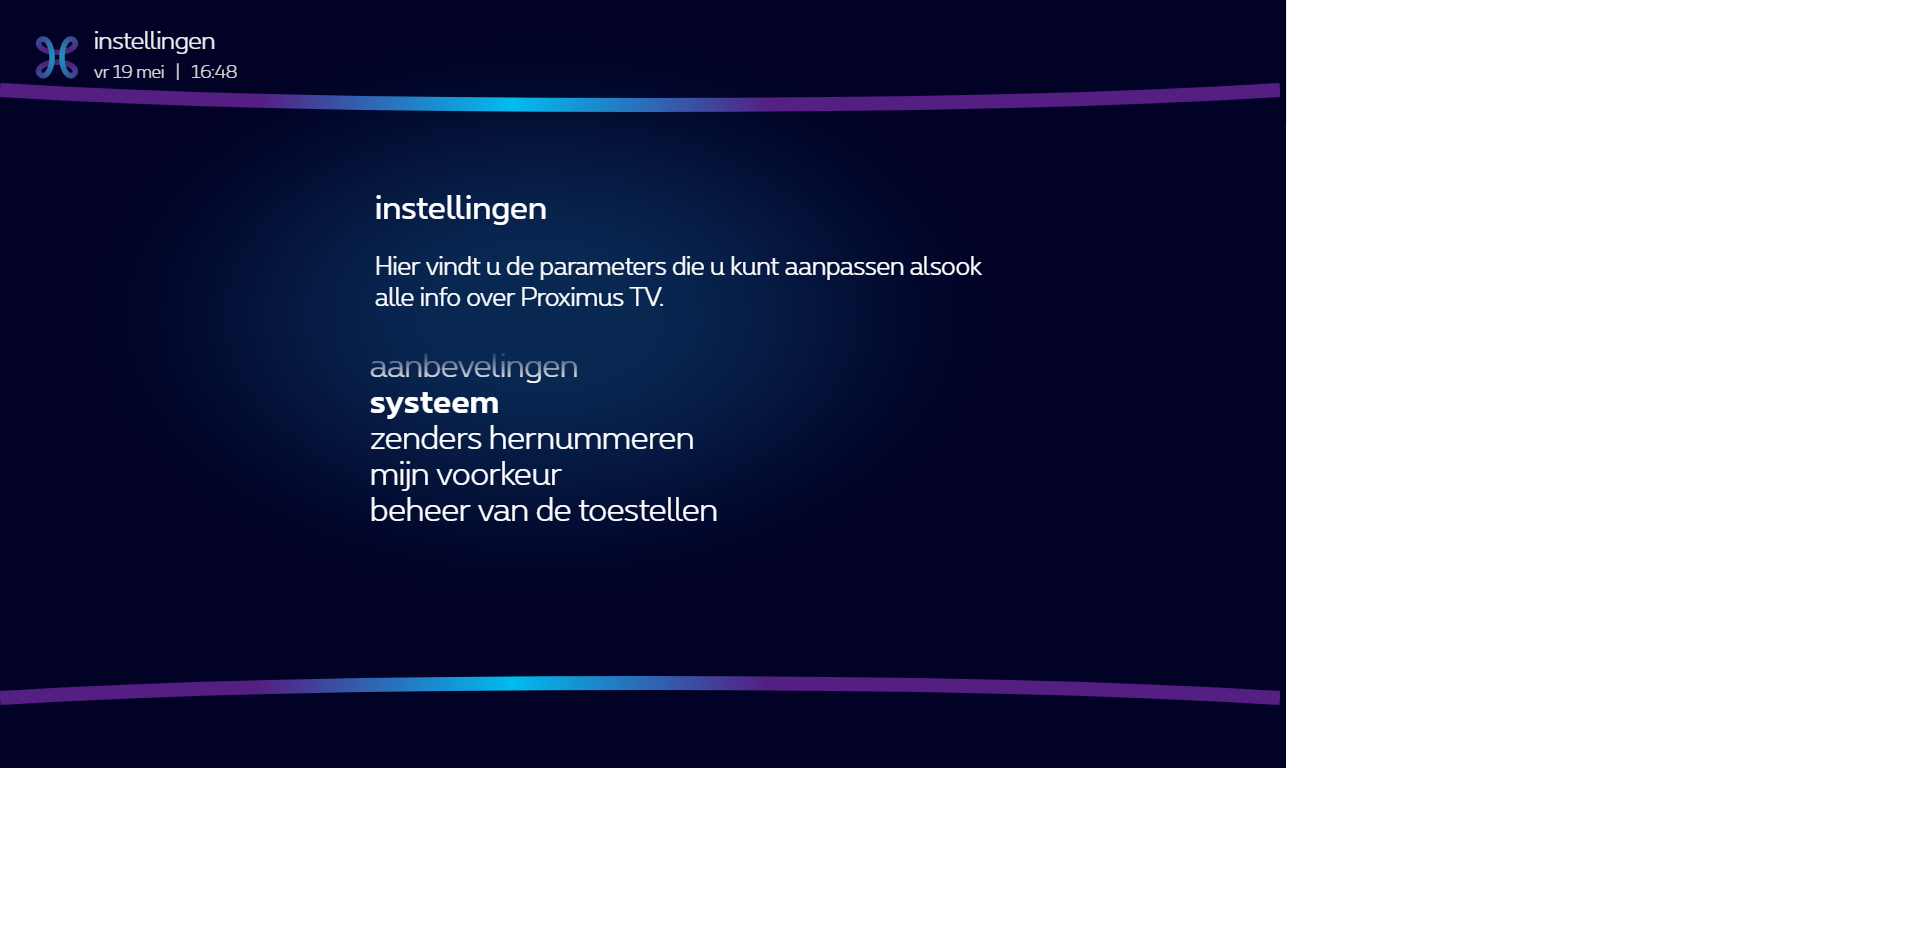 instellingen
vr 19 mei | 16:48
instellingen
Hier vindt u de parameters die u kunt aanpassen alsook
alle info over Proximus TV.
aanbevelingen
systeem
zenders hernummeren
mijn voorkeur
beheer van de toestellen